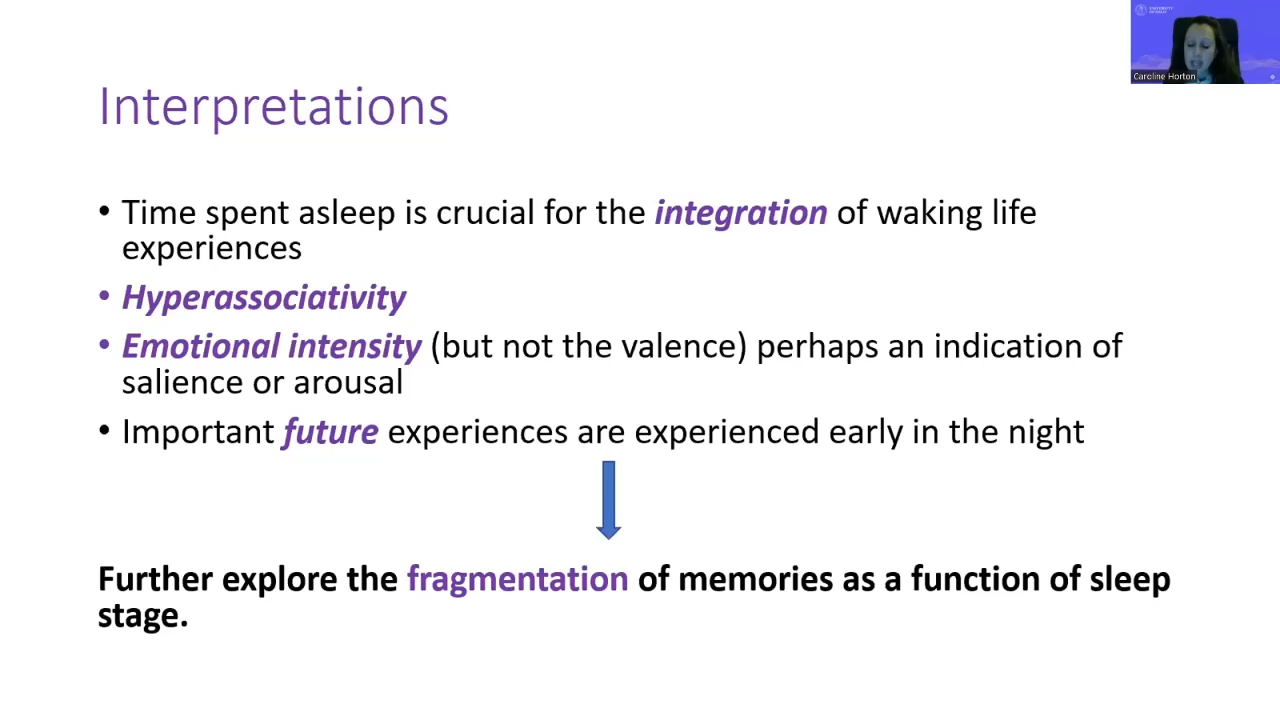 Interpretations
• Time spent asleep is crucial for the integration of waking life
experiences
• Hyperassociativity
• Emotional intensity (but not the valence) perhaps an indication of
salience or arousal
• Important future experiences are experienced early in the night
Further explore the fragmentation of memories as a function of sleep
stage.
Caroline Horton